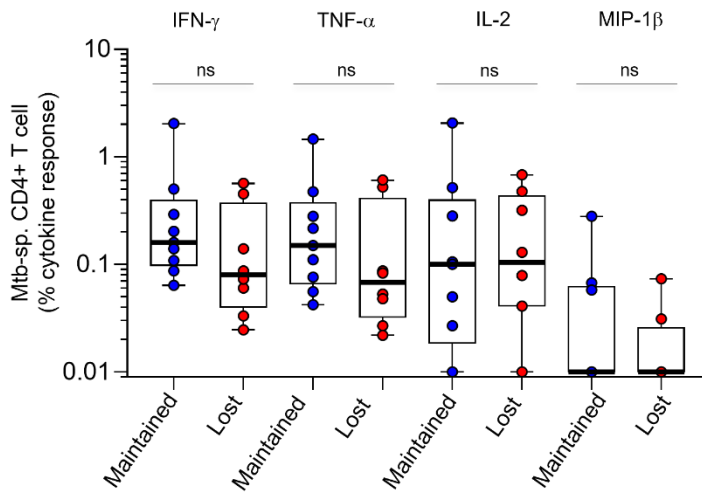 IFN-γ TNF-α IL-2 MIP-1β
ns ns ns ns
Mtb-sp. CD4+ T cell
(% cytokine response)
10
1
0.1
0.01
Maintained Lost Maintained Lost Maintained Lost Maintained Lost